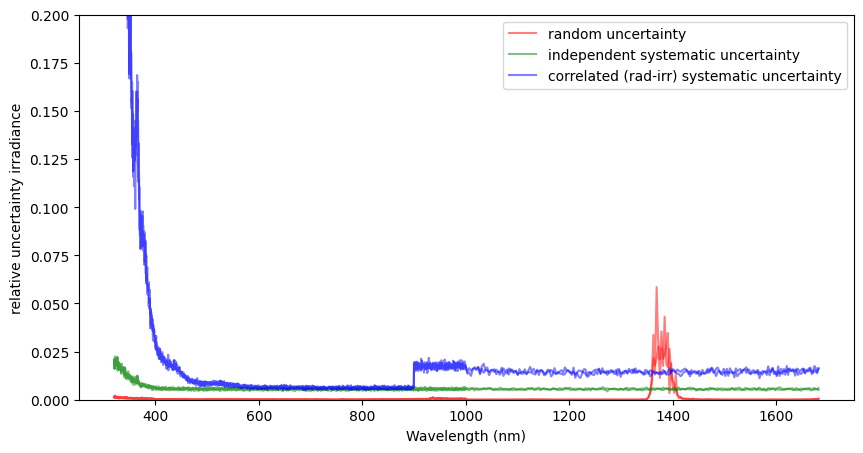 random uncertainty
independent systematic uncertainty
correlated (rad-irr) systematic uncertainty
relative uncertainty irradiance
0.200
0.175
0.150
0.125
0.100
0.075
0.050
0.025
0.000
400 600 800 1000 1200 1400 1600
Wavelength (nm)